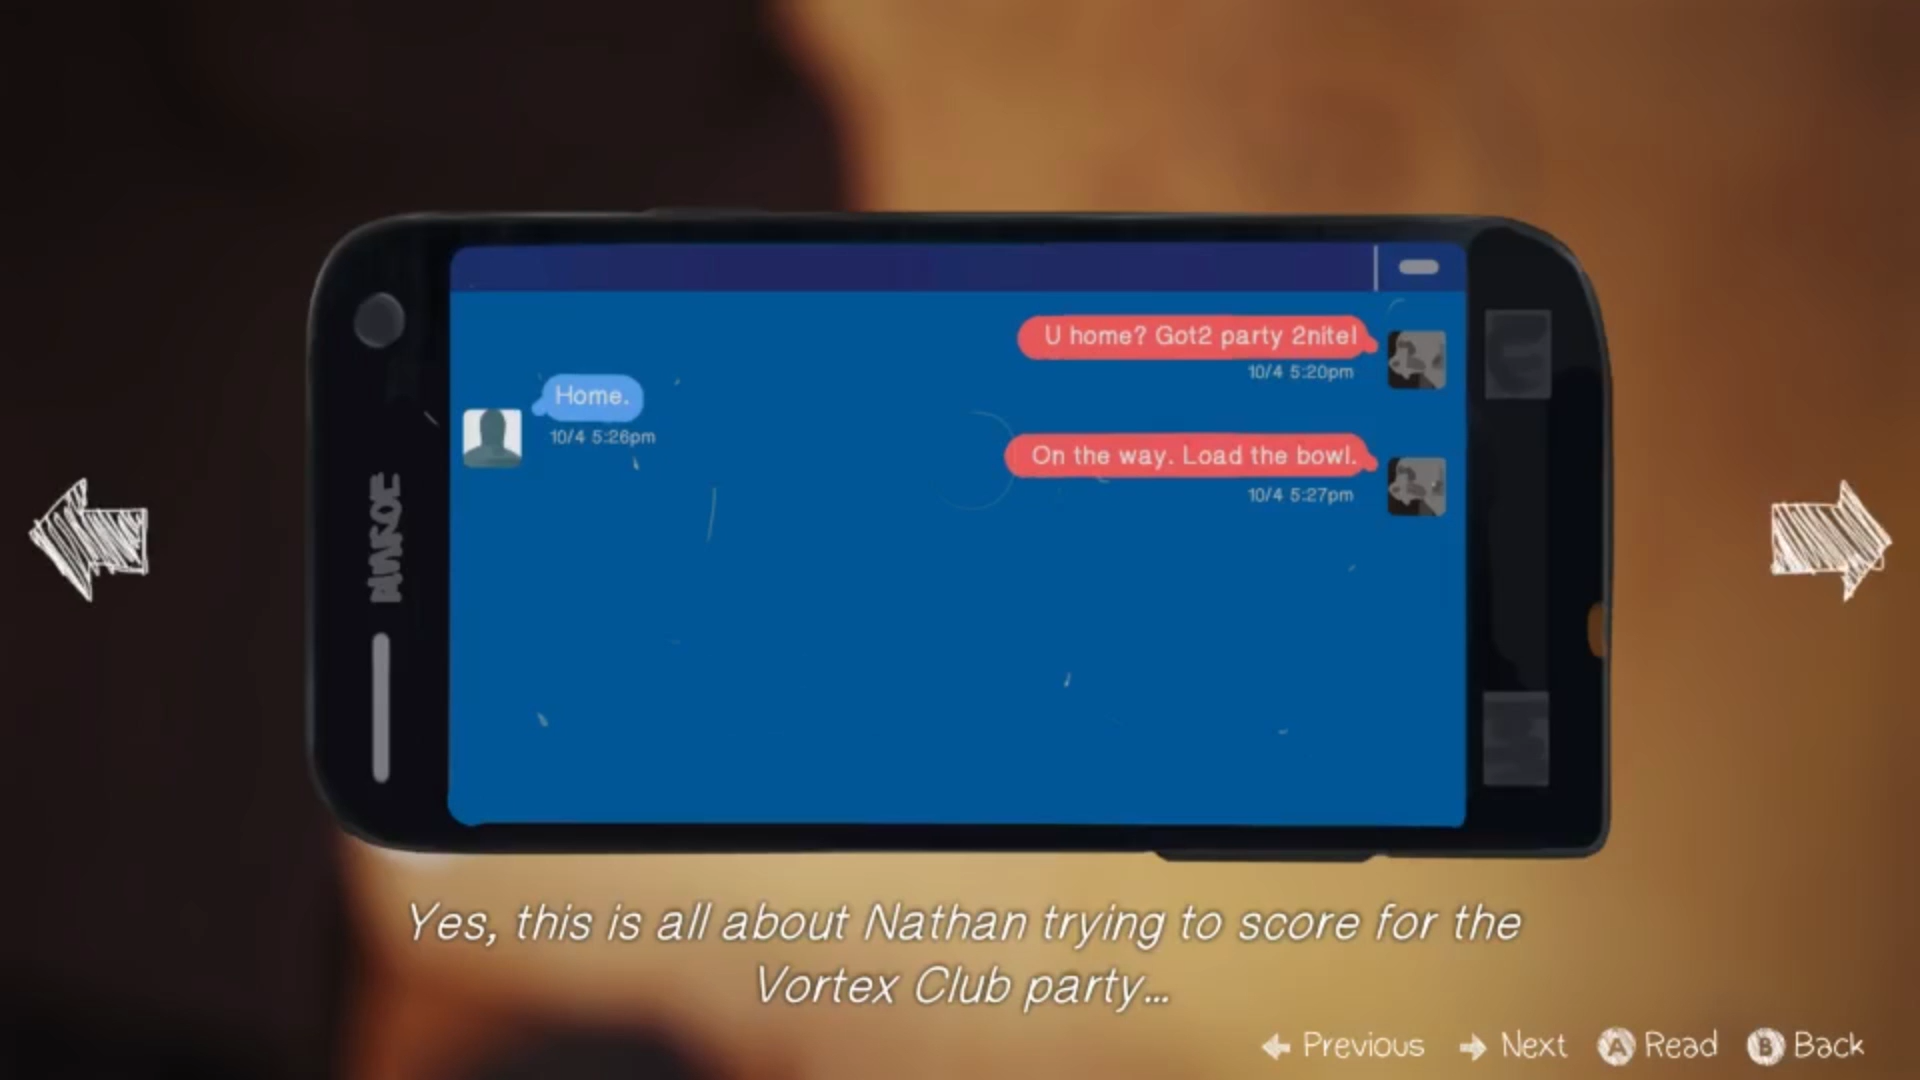 U home? Got2 party 2nite!
10/4 5:20pm
Home.
10/4 5:26pm
On the way. Load the bowl.
10/4 5:27pm
Yes, this is all about Nathan trying to score for the
Vortex Club party...
Previous Next A Read B Back